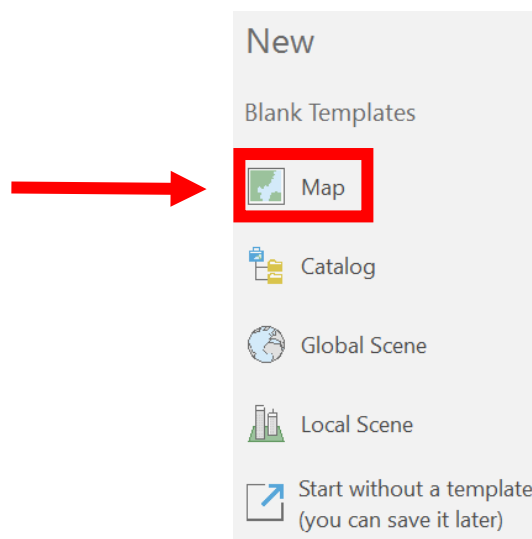 New
Blank Templates
Map
Catalog
Global Scene
Local Scene
Start without a template
(you can save it later)